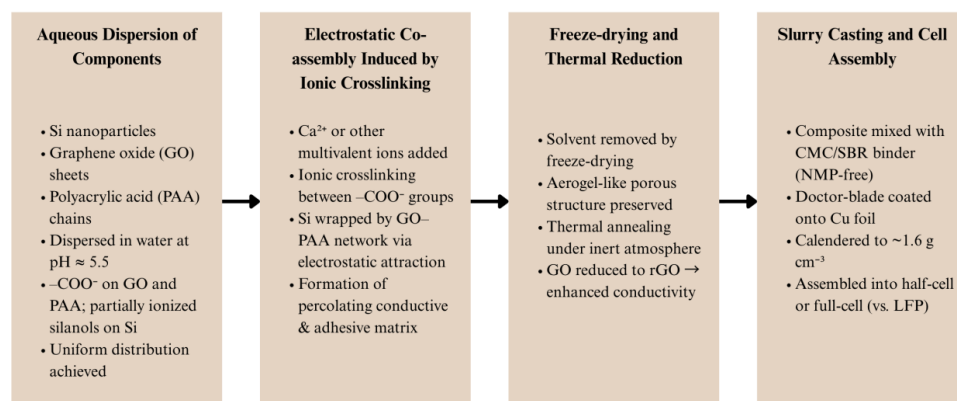 Aqueous Dispersion of
Components
• Si nanoparticles
• Graphene oxide (GO)
sheets
• Polyacrylic acid (PAA)
chains
• Dispersed in water at
pH ≈ 5.5
• –COO⁻ on GO and
PAA; partially ionized
silanols on Si
• Uniform distribution
achieved
Electrostatic Co-
assembly Induced by
Ionic Crosslinking
• Ca²⁺ or other
multivalent ions added
• Ionic crosslinking
between –COO⁻ groups
• Si wrapped by GO–
PAA network via
electrostatic attraction
• Formation of
percolating conductive
& adhesive matrix
Freeze-drying and
Thermal Reduction
• Solvent removed by
freeze-drying
• Aerogel-like porous
structure preserved
• Thermal annealing
under inert atmosphere
• GO reduced to rGO →
enhanced conductivity
Slurry Casting and Cell
Assembly
• Composite mixed with
CMC/SBR binder
(NMP-free)
• Doctor-blade coated
onto Cu foil
• Calendered to ~1.6 g
cm⁻³
• Assembled into half-cell
or full-cell (vs. LFP)